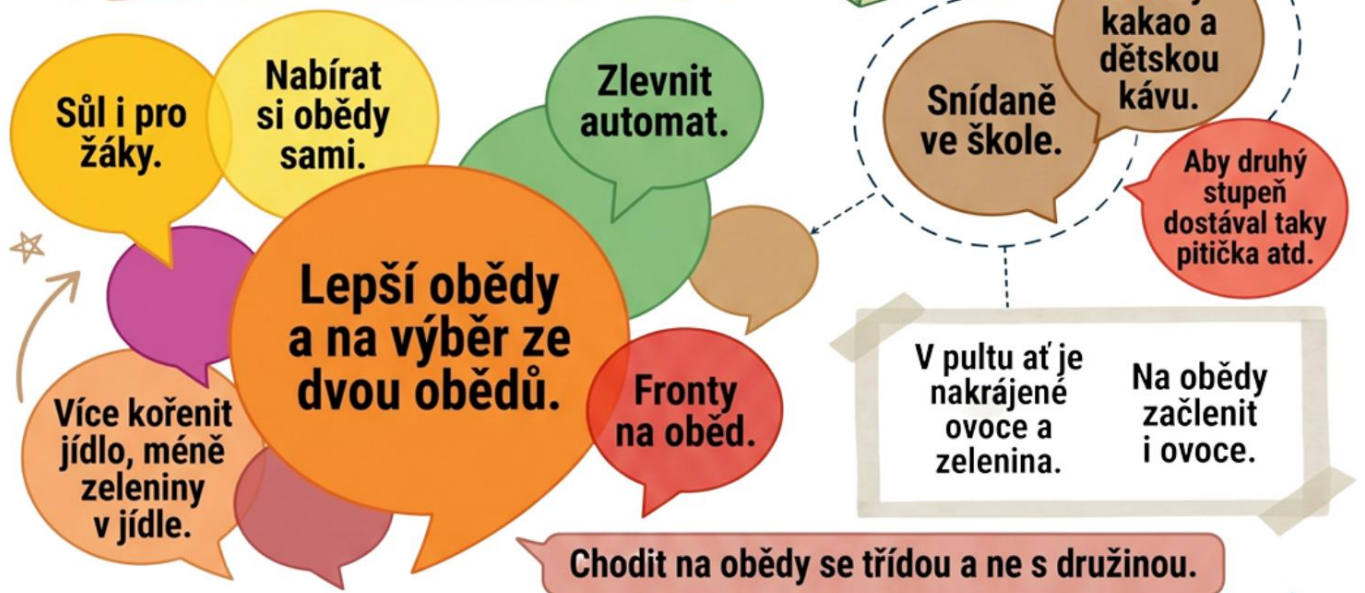 Sůl i pro
žáky.
Nabírat
si obědy
sami.
Zlevnit
automat.
kakao a
dětskou
kávu.
Snídaně
ve škole.
Aby druhý
stupeň
dostával taky
pitíčka atd.
Lepší obědy
a na výběr ze
dvou obědů.
Fronty
na oběd.
V pultu ať je
nakrájené
ovoce a
zelenina.
Na obědy
začlenit
i ovoce.
Více kořenit
jídlo, méně
zeleniny
v jídle.
Chodit na obědy se třídou a ne s družinou.